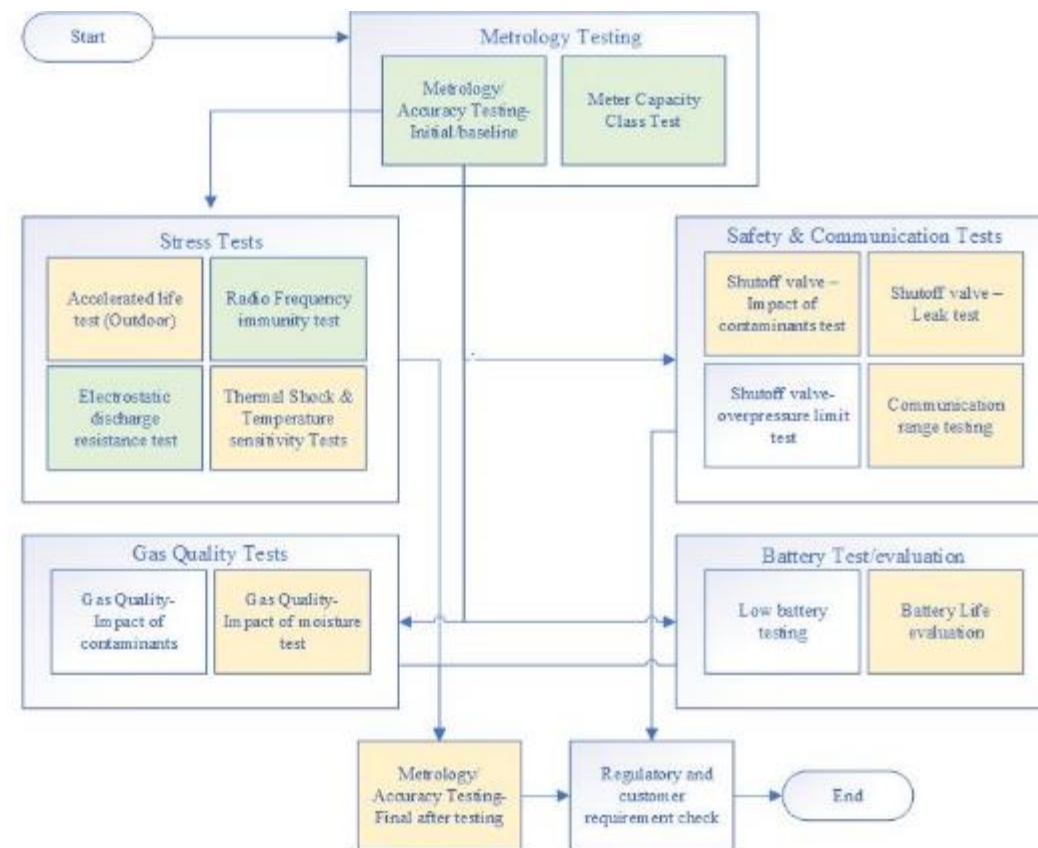 Start
Metrology Testing
Metrology/
Accuracy Testing-
Initial/baseline
Meter Capacity
Class Test
Stress Tests
Accelerated life
test (Outdoor)
Radio Frequency
immunity test
Electrostatic
discharge
resistance test
Thermal Shock &
Temperature
sensitivity Tests
Safety & Communication Tests
Shutoff valve –
Impact of
contaminants test
Shutoff valve –
Leak test
Shutoff valve-
overpressure limit
test
Communication
range testing
Gas Quality Tests
Gas Quality-
Impact of
contaminants
Gas Quality-
Impact of moisture
test
Battery Test/evaluation
Low battery
testing
Battery Life
evaluation
Metrology/
Accuracy Testing-
Final after testing
Regulatory and
customer
requirement check
End